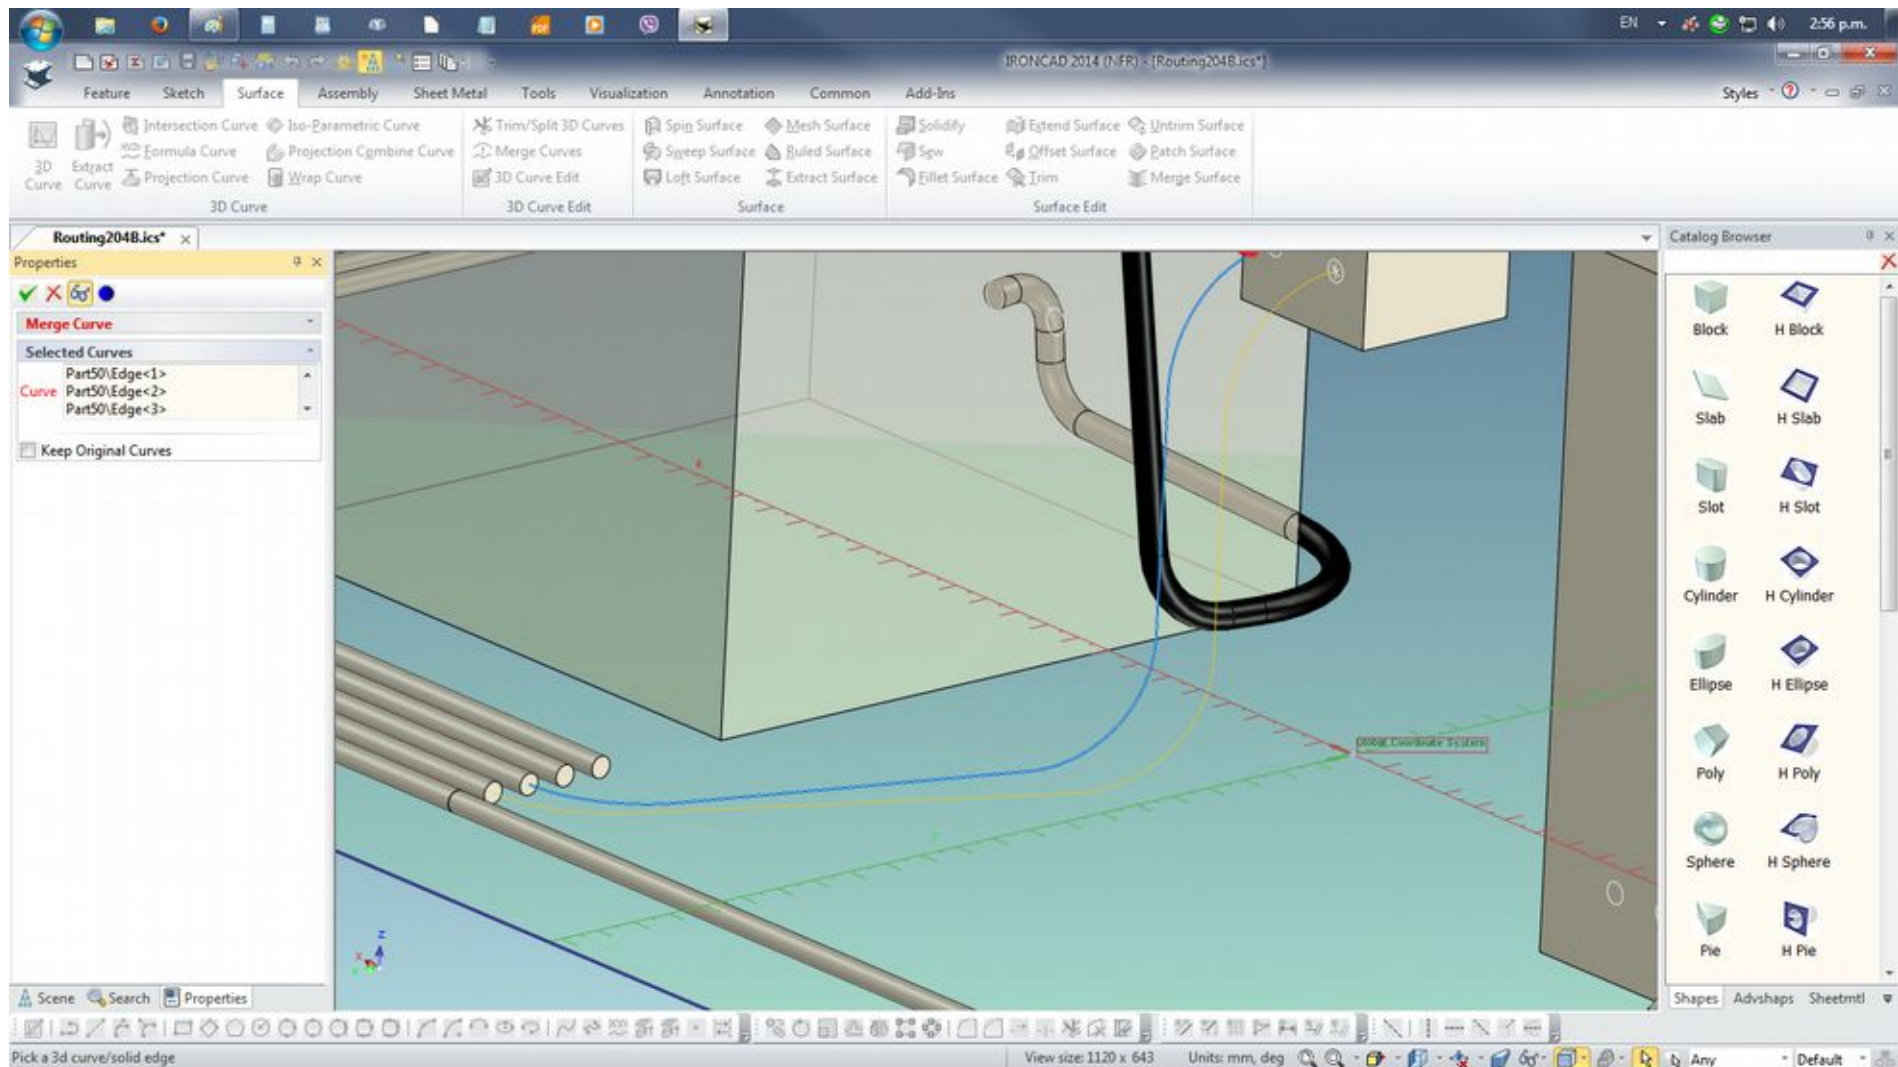 EN
2:56 p.m.
IRONCAD 2014 (NFR) - [Routing204B.ics*]
Feature Sketch Surface Assembly Sheet Metal Tools Visualization Annotation Common Add-Ins
Styles
Intersection Curve Iso-Parametric Curve Trim/Split 3D Curves Spin Surface Mesh Surface Solidify Extend Surface Untrim Surface
3D Curve
Extract Curve
Formula Curve Projection Combine Curve Merge Curves Sweep Surface Ruled Surface Sew Offset Surface Patch Surface
Projection Curve Wrap Curve 3D Curve Edit Loft Surface Extract Surface Fillet Surface Trim Merge Surface
3D Curve 3D Curve Edit Surface Surface Edit
Routing204B.ics*
Catalog Browser
Properties
Merge Curve
Selected Curves
Part50\Edge<1>
Curve Part50\Edge<2>
Part50\Edge<3>
Keep Original Curves
Block H Block
Slab H Slab
Slot H Slot
Cylinder H Cylinder
Ellipse H Ellipse
Poly H Poly
Sphere H Sphere
Pie H Pie
Global Coordinate System
Z
X
Scene Search Properties
Shapes Advshaps Sheetmtl
Pick a 3d curve/solid edge
View size: 1120 x 643
Units: mm, deg
Any
Default